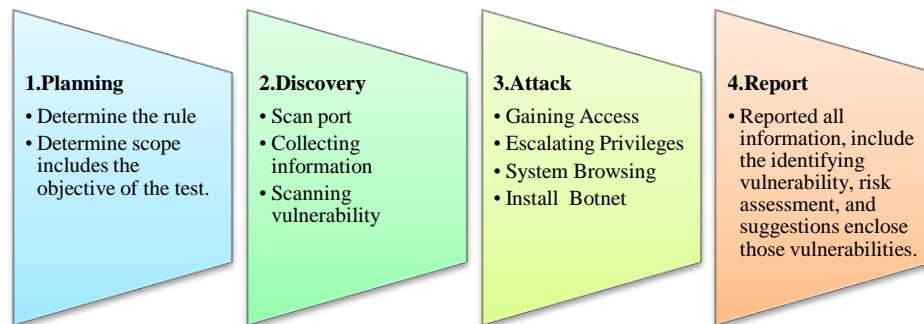 1.Planning
• Determine the rule
• Determine scope
includes the
objective of the test.
2.Discovery
• Scan port
• Collecting
information
• Scanning
vulnerability
3.Attack
• Gaining Access
• Escalating Privileges
• System Browsing
• Install Botnet
4.Report
• Reported all
information, include
the identifying
vulnerability, risk
assessment, and
suggestions enclose
those vulnerabilities.